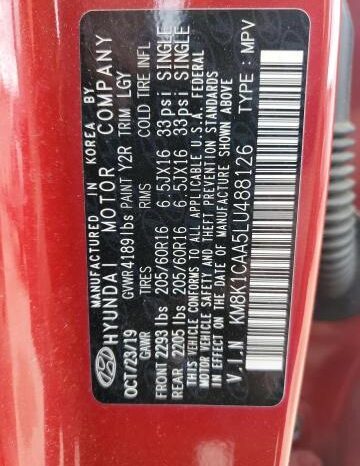 MANUFACTURED IN KOREA BY
HYUNDAI MOTOR COMPANY
OCT/23/19 GVWR 4189 lbs PAINT Y2R TRIM LGY
GAWR TIRES RIMS COLD TIRE INFL
FRONT 2293 lbs 205/60R16 6.5JX16 33 psi SINGLE
REAR 2205 lbs 205/60R16 6.5JX16 33 psi SINGLE
THIS VEHICLE CONFORMS TO ALL APPLICABLE U.S. FEDERAL
MOTOR VEHICLE SAFETY AND THEFT PREVENTION STANDARDS
IN EFFECT ON THE DATE OF MANUFACTURE SHOWN ABOVE
V.I.N KM8K1CAA5LU488126 TYPE : MPV